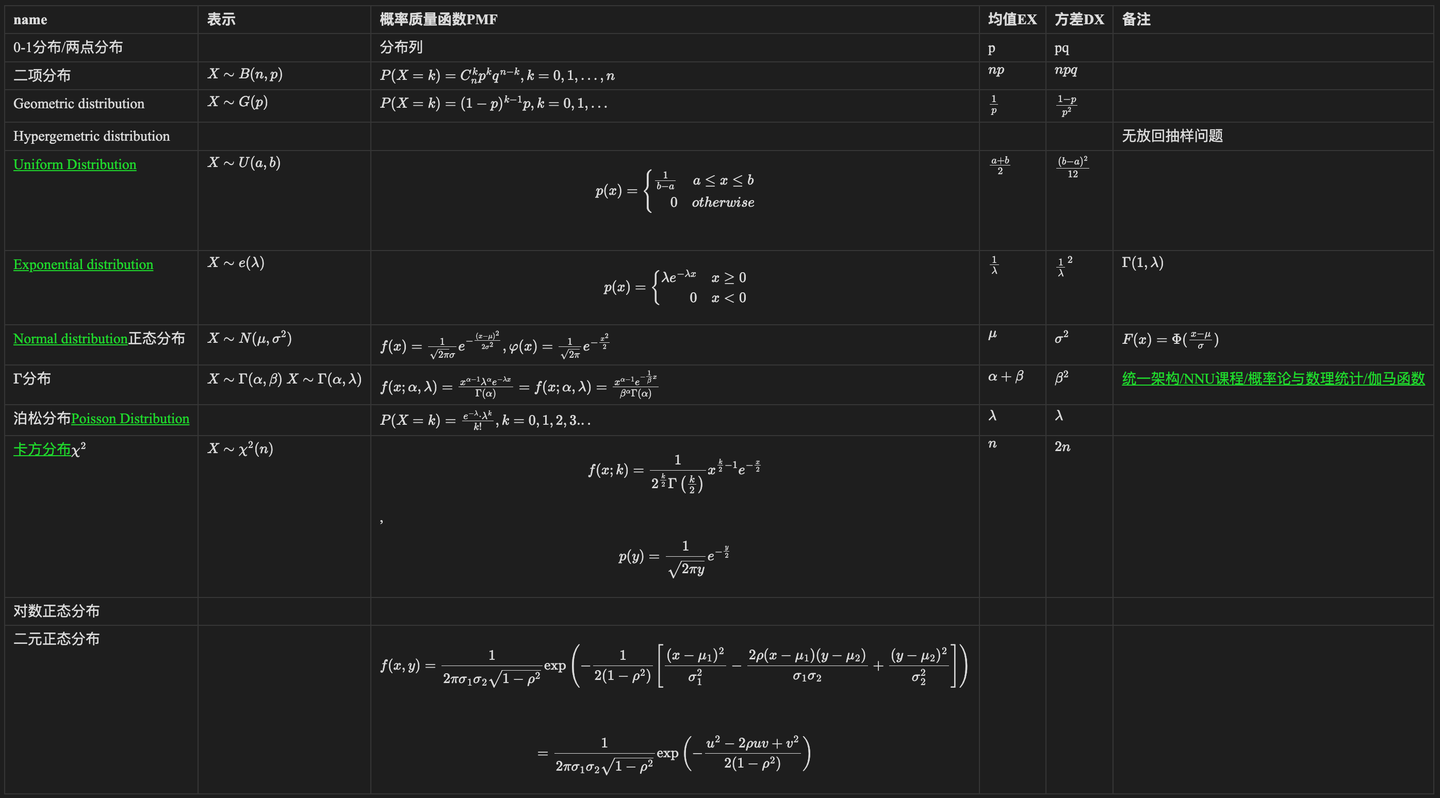 name 表示 概率质量函数PMF 均值EX 方差DX 备注
0-1分布/两点分布 分布列 p pq
二项分布 $X \sim B(n,p)$ $P(X=k)=C_n^k p^k q^{n-k}, k=0,1,\ldots,n$ $np$ $npq$
Geometric distribution $X \sim G(p)$ $P(X=k)=(1-p)^{k-1}p, k=0,1,\ldots$ $\frac{1}{p}$ $\frac{1-p}{p^2}$
Hypergemetric distribution 无放回抽样问题
Uniform Distribution $X \sim U(a,b)$ $p(x)=\begin{cases}\frac{1}{b-a} & a \le x \le b \\ 0 & otherwise\end{cases}$ $\frac{a+b}{2}$ $\frac{(b-a)^2}{12}$
Exponential distribution $X \sim e(\lambda)$ $p(x)=\begin{cases}\lambda e^{-\lambda x} & x \ge 0 \\ 0 & x < 0\end{cases}$ $\frac{1}{\lambda}$ $\frac{1}{\lambda}^2$ $\Gamma(1,\lambda)$
Normal distribution正态分布 $X \sim N(\mu,\sigma^2)$ $f(x)=\frac{1}{\sqrt{2\pi\sigma}}e^{-\frac{(x-\mu)^2}{2\sigma^2}}, \varphi(x)=\frac{1}{\sqrt{2\pi}}e^{-\frac{x^2}{2}}$ $\mu$ $\sigma^2$ $F(x)=\Phi(\frac{x-\mu}{\sigma})$
Γ分布 $X \sim \Gamma(\alpha,\beta)$ $X \sim \Gamma(\alpha,\lambda)$ $f(x;\alpha,\lambda)=\frac{x^{\alpha-1}\lambda^\alpha e^{-\lambda x}}{\Gamma(\alpha)}=f(x;\alpha,\lambda)=\frac{x^{\alpha-1}e^{-\frac{1}{\beta}x}}{\beta^\alpha\Gamma(\alpha)}$ $\alpha+\beta$ $\beta^2$ 统一架构/NNU课程/概率论与数理统计/伽马函数
泊松分布Poisson Distribution $P(X=k)=\frac{e^{-\lambda}\cdot\lambda^k}{k!}, k=0,1,2,3\ldots$ $\lambda$ $\lambda$
卡方分布$\chi^2$ $X \sim \chi^2(n)$ $f(x;k)=\frac{1}{2^{\frac{k}{2}}\Gamma\left(\frac{k}{2}\right)}x^{\frac{k}{2}-1}e^{-\frac{x}{2}}$ $n$ $2n$
,
$p(y)=\frac{1}{\sqrt{2\pi y}}e^{-\frac{y}{2}}$
对数正态分布
二元正态分布 $f(x,y)=\frac{1}{2\pi\sigma_1\sigma_2\sqrt{1-\rho^2}}\exp\left(-\frac{1}{2(1-\rho^2)}\left[\frac{(x-\mu_1)^2}{\sigma_1^2}-\frac{2\rho(x-\mu_1)(y-\mu_2)}{\sigma_1\sigma_2}+\frac{(y-\mu_2)^2}{\sigma_2^2}\right]\right)$
$=\frac{1}{2\pi\sigma_1\sigma_2\sqrt{1-\rho^2}}\exp\left(-\frac{u^2-2\rho uv+v^2}{2(1-\rho^2)}\right)$